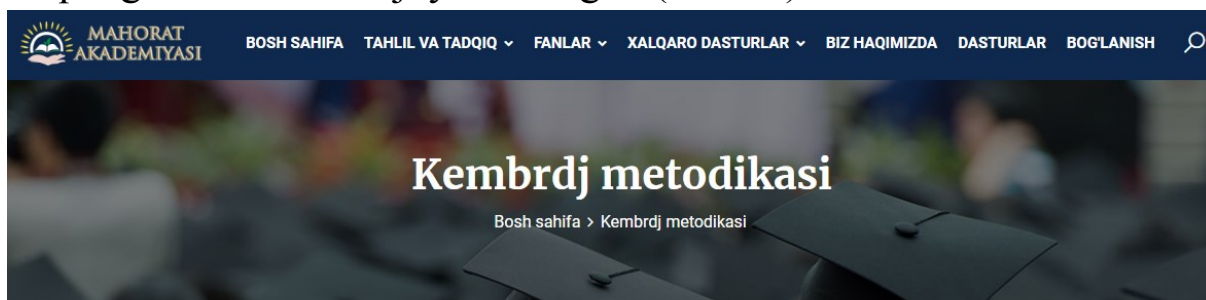 MAHORAT
AKADEMIYASI
BOSH SAHIFA TAHLIL VA TADQIQ FANLAR XALQARO DASTURLAR BIZ HAQIMIZDA DASTURLAR BOG'LANISH
Kembrdj metodikasi
Bosh sahifa > Kembrdj metodikasi